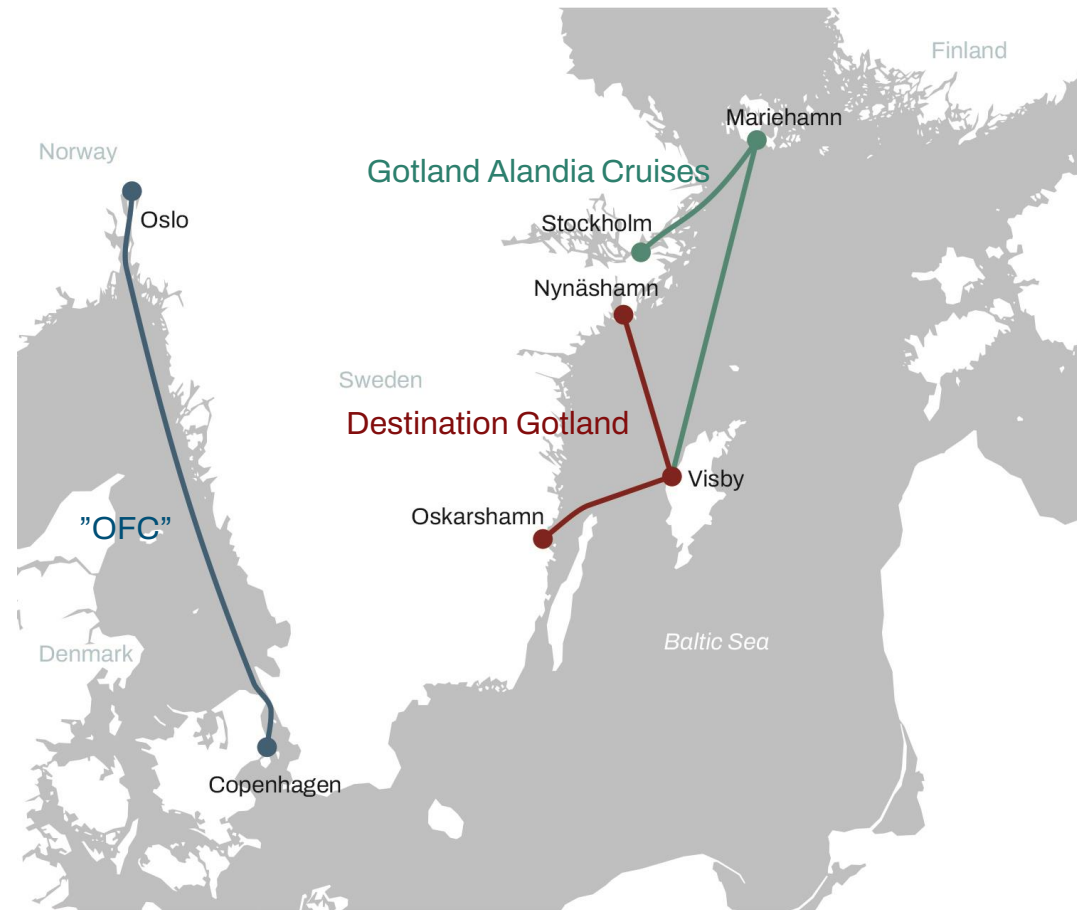 Finland
Mariehamn
Norway
Gotland Alandia Cruises
Oslo
Stockholm
Nynäshamn
Sweden
Destination Gotland
Visby
Oskarshamn
”OFC”
Baltic Sea
Denmark
Copenhagen